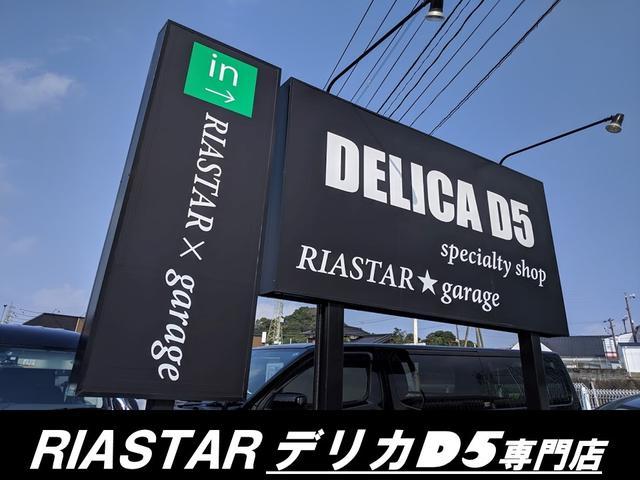 in
→
RIASTAR × garage
DELICA D5
specialty shop
RIASTAR★garage
RIASTAR デリカD5専門店